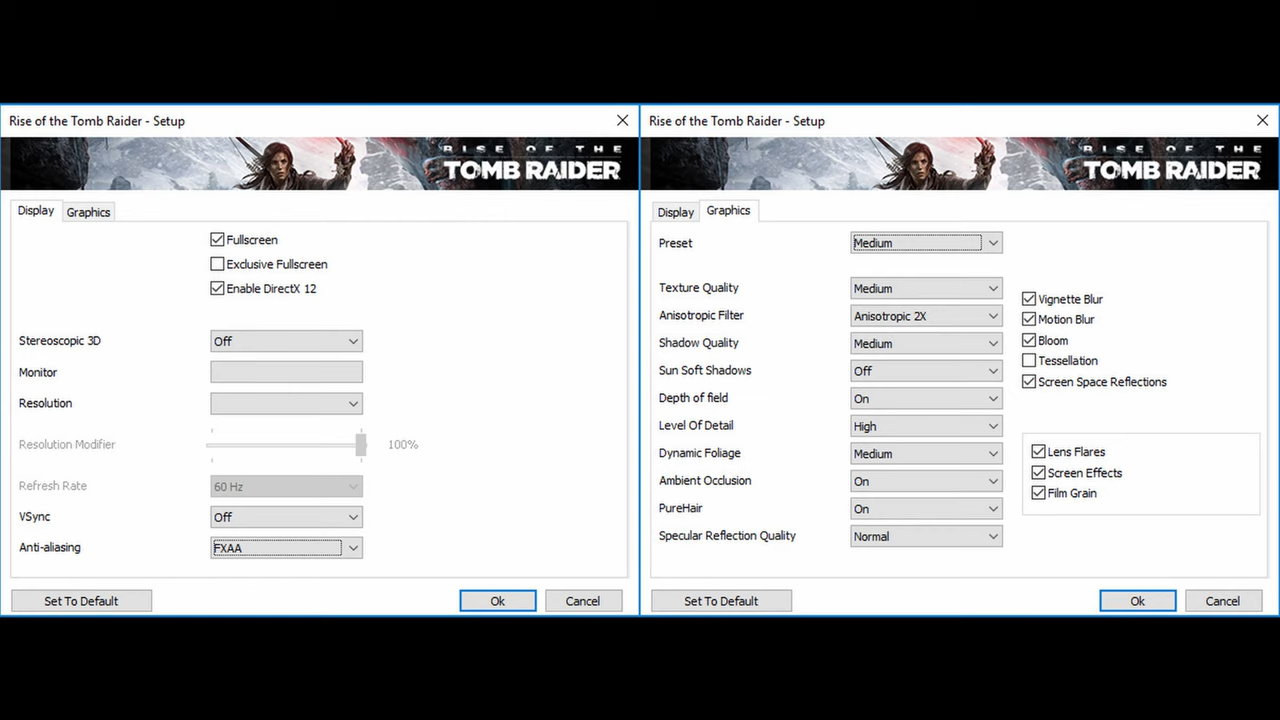 Rise of the Tomb Raider - Setup
RISE OF THE
TOMB RAIDER
Display
Graphics
Fullscreen
Exclusive Fullscreen
Enable DirectX 12
Stereoscopic 3D
Off
Monitor
Resolution
Resolution Modifier
100%
Refresh Rate
60 Hz
VSync
Off
Anti-aliasing
FXAA
Set To Default
Ok
Cancel
Rise of the Tomb Raider - Setup
RISE OF THE
TOMB RAIDER
Display
Graphics
Preset
Medium
Texture Quality
Medium
Anisotropic Filter
Anisotropic 2X
Shadow Quality
Medium
Sun Soft Shadows
Off
Depth of field
On
Level Of Detail
High
Dynamic Foliage
Medium
Ambient Occlusion
On
PureHair
On
Specular Reflection Quality
Normal
Vignette Blur
Motion Blur
Bloom
Tessellation
Screen Space Reflections
Lens Flares
Screen Effects
Film Grain
Set To Default
Ok
Cancel